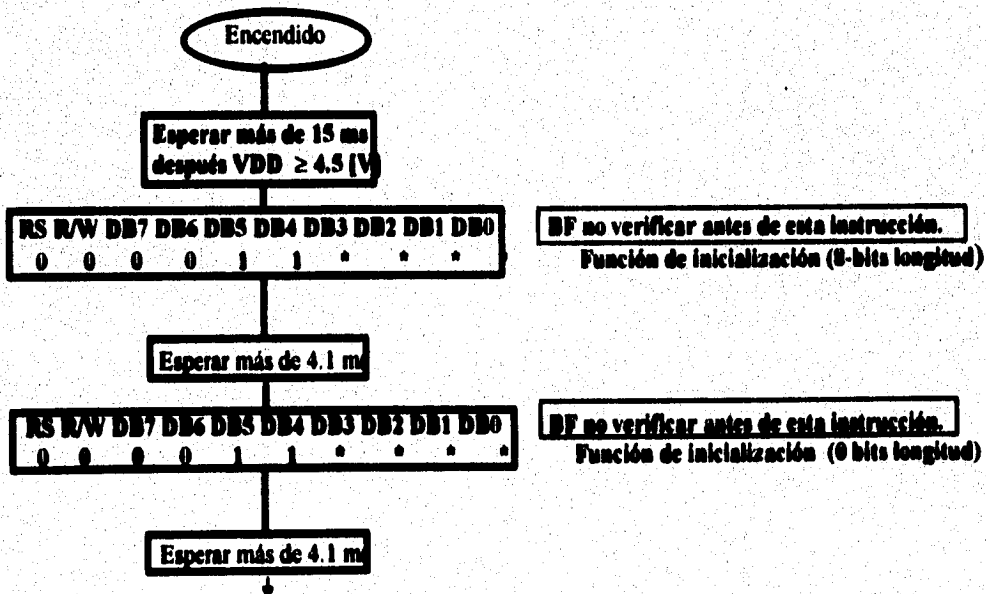 Encendido
Esperar más de 15 ms
después VDD ≥ 4.5 (V)
RS R/W DB7 DB6 DB5 DB4 DB3 DB2 DB1 DB0
0 0 0 0 1 1 * * *
BF no verificar antes de esta instrucción.
Función de inicialización (8-bits longitud)
Esperar más de 4.1 m
RS R/W DB7 DB6 DB5 DB4 DB3 DB2 DB1 DB0
0 0 0 0 1 1 * * * *
BF no verificar antes de esta instrucción.
Función de inicialización (0 bits longitud)
Esperar más de 4.1 m